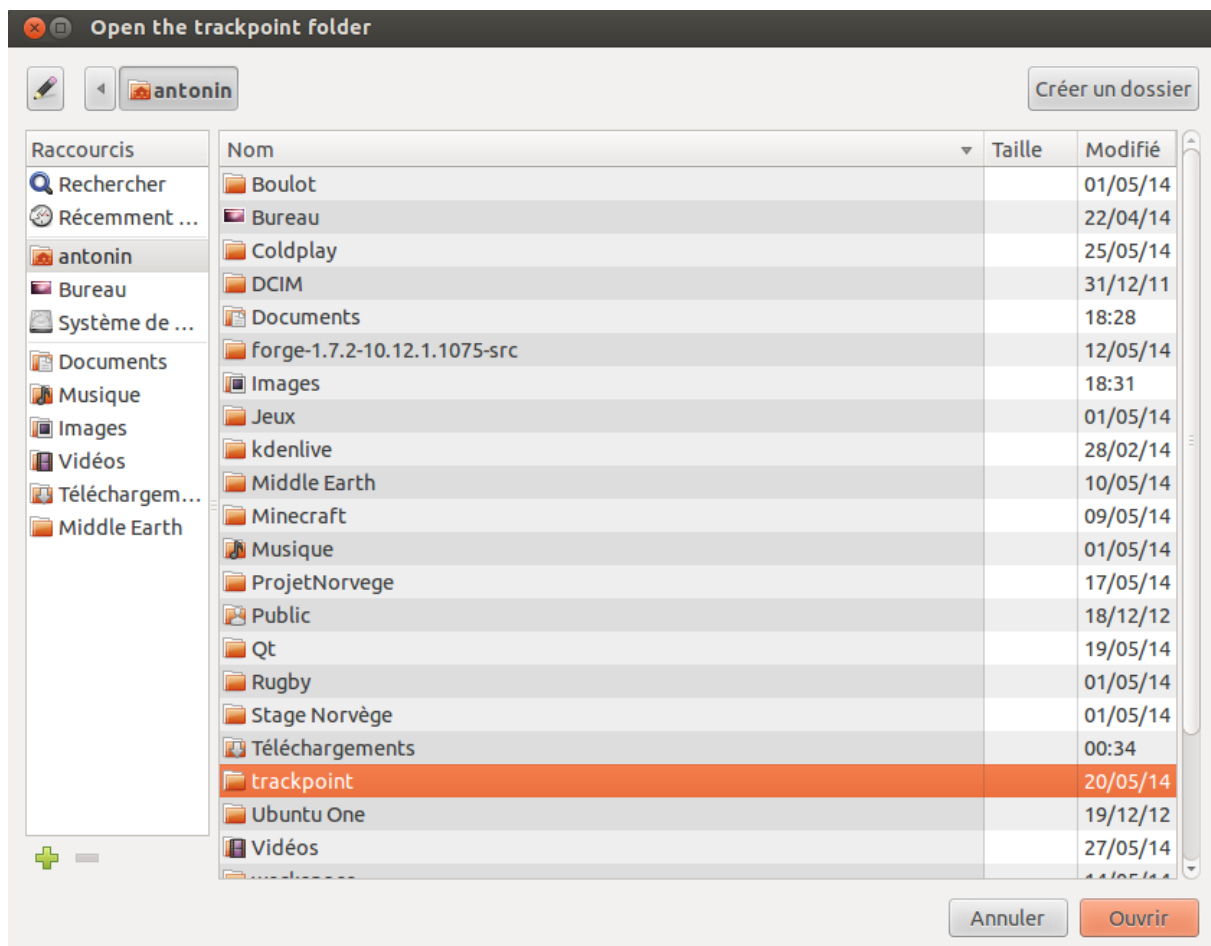 Open the trackpoint folder
antonin
Créer un dossier
Raccourcis
Rechercher
Récemment ...
antonin
Bureau
Système de ...
Documents
Musique
Images
Vidéos
Téléchargem...
Middle Earth
Nom Taille Modifié
Boulot 01/05/14
Bureau 22/04/14
Coldplay 25/05/14
DCIM 31/12/11
Documents 18:28
forge-1.7.2-10.12.1.1075-src 12/05/14
Images 18:31
Jeux 01/05/14
kdenlive 28/02/14
Middle Earth 10/05/14
Minecraft 09/05/14
Musique 01/05/14
ProjetNorvege 17/05/14
Public 18/12/12
Qt 19/05/14
Rugby 01/05/14
Stage Norvège 01/05/14
Téléchargements 00:34
trackpoint 20/05/14
Ubuntu One 19/12/12
Vidéos 27/05/14
Annuler Ouvrir